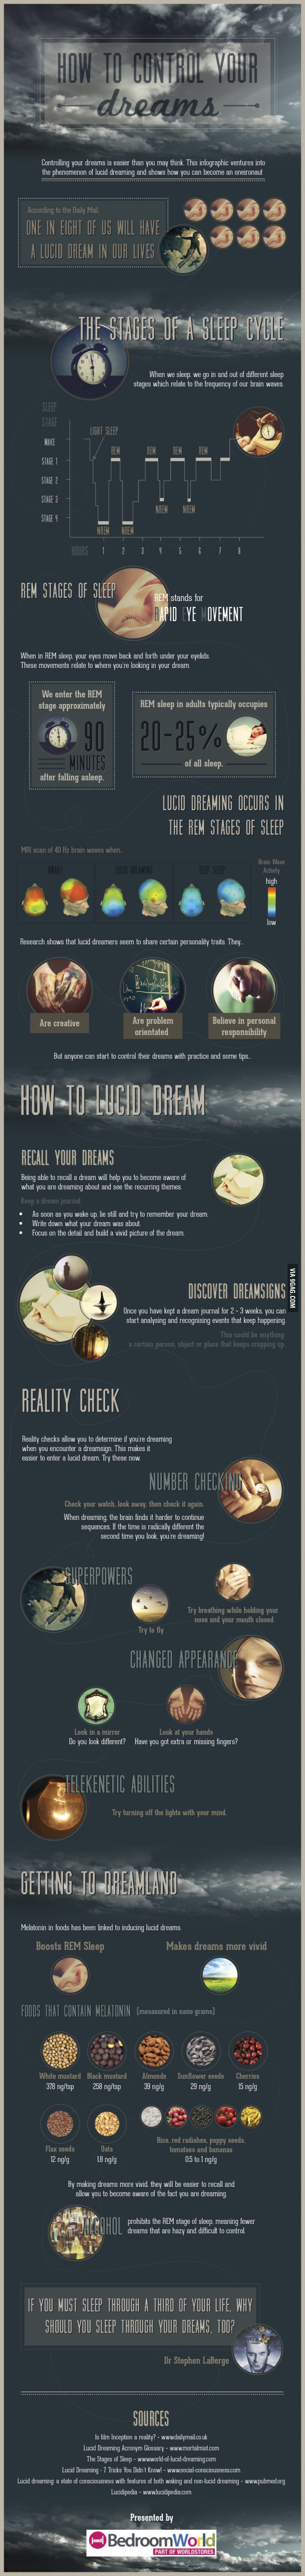 HOW TO CONTROL YOUR
dreams
Controlling your dreams is easier than you may think. This infographic ventures into
the phenomenon of lucid dreaming and shows how you can become an oneironaut
According to the Daily Mail,
ONE IN EIGHT OF US WILL HAVE
A LUCID DREAM IN OUR LIVES
THE STAGES OF A SLEEP CYCLE
When we sleep, we go in and out of different sleep
stages which relate to the frequency of our brain waves.
SLEEP
STAGE
LIGHT SLEEP
WAKE
REM REM REM REM
STAGE 1
STAGE 2
STAGE 3
NREM NREM
STAGE 4
NREM NREM
HOURS 1 2 3 4 5 6 7 8
REM STAGES OF SLEEP
REM stands for
RAPID EYE MOVEMENT
When in REM sleep, your eyes move back and forth under your eyelids.
These movements relate to where you're looking in your dream.
We enter the REM
stage approximately
90
MINUTES
after falling asleep.
REM sleep in adults typically occupies
20-25%
of all sleep.
LUCID DREAMING OCCURS IN
THE REM STAGES OF SLEEP
MRI scan of 40 Hz brain waves when...
Brain Wave
Activity
AWAKE LUCID DREAMING DEEP SLEEP
high
low
Research shows that lucid dreamers seem to share certain personality traits. They...
Are creative
Are problem
orientated
Believe in personal
responsibility
But anyone can start to control their dreams with practice and some tips...
HOW TO LUCID DREAM
RECALL YOUR DREAMS
Being able to recall a dream will help you to become aware of
what you are dreaming about and see the recurring themes.
Keep a dream journal
• As soon as you wake up, lie still and try to remember your dream.
• Write down what your dream was about.
• Focus on the detail and build a vivid picture of the dream.
VIA 9GAG.COM
DISCOVER DREAMSIGNS
Once you have kept a dream journal for 2 - 3 weeks, you can
start analysing and recognising events that keep happening.
This could be anything:
a certain person, object or place that keeps cropping up.
REALITY CHECK
Reality checks allow you to determine if you're dreaming
when you encounter a dreamsign. This makes it
easier to enter a lucid dream. Try these now
NUMBER CHECKING
Check your watch, look away, then check it again.
When dreaming, the brain finds it harder to continue
sequences. If the time is radically different the
second time you look, you're dreaming!
SUPERPOWERS
Try to fly
Try breathing while holding your
nose and your mouth closed
CHANGED APPEARANCE
Look in a mirror
Do you look different?
Look at your hands
Have you got extra or missing fingers?
TELEKENETIC ABILITIES
Try turning off the lights with your mind.
GETTING TO DREAMLAND
Melatonin in foods has been linked to inducing lucid dreams.
Boosts REM Sleep
Makes dreams more vivid
FOODS THAT CONTAIN MELATONIN (measured in nano grams)
White mustard
378 ng/tsp
Black mustard
258 ng/tsp
Almonds
39 ng/g
Sunflower seeds
29 ng/g
Cherries
15 ng/g
Flax seeds
12 ng/g
Oats
1.8 ng/g
Rice, red radishes, poppy seeds,
tomatoes and bananas
0.5 to 1 ng/g
By making dreams more vivid, they will be easier to recall and
allow you to become aware of the fact you are dreaming.
ALCOHOL
prohibits the REM stage of sleep, meaning fewer
dreams that are hazy and difficult to control.
IF YOU MUST SLEEP THROUGH A THIRD OF YOUR LIFE, WHY
SHOULD YOU SLEEP THROUGH YOUR DREAMS, TOO?
Dr Stephen LaBerge
SOURCES
Is film Inception a reality? - www.dailymail.co.uk
Lucid Dreaming Acronym Glossary - www.mortalmist.com
The Stages of Sleep - www.world-of-lucid-dreaming.com
Lucid Dreaming - 7 Tricks You Didn't Know! - www.social-consciousness.com
Lucid dreaming: a state of consciousness with features of both waking and non-lucid dreaming - www.pubmed.org
Lucidipedia - www.lucidipedia.com
Presented by
BedroomWorld
PART OF WORLDSTORES